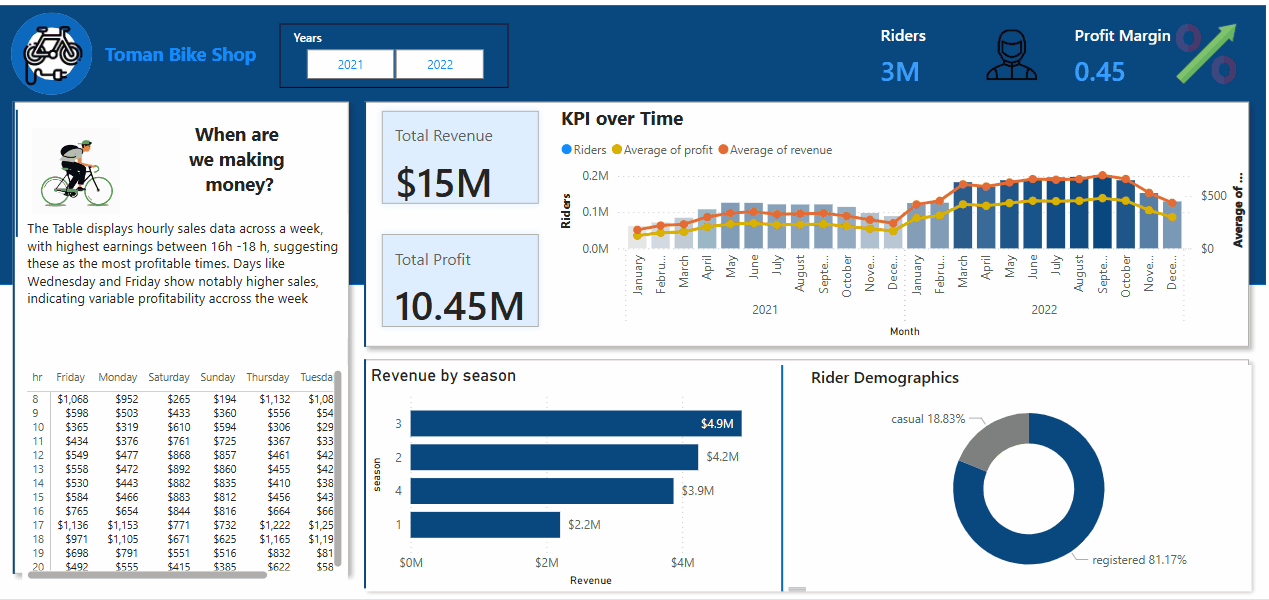 Toman Bike Shop
Years
2021
2022
Riders
3M
Profit Margin
0.45
When are
we making
money?
The Table displays hourly sales data across a week,
with highest earnings between 16h -18 h, suggesting
these as the most profitable times. Days like
Wednesday and Friday show notably higher sales,
indicating variable profitability accross the week
hr Friday Monday Saturday Sunday Thursday Tuesda
8 $1,068 $952 $265 $194 $1,132 $1,08
9 $598 $503 $433 $360 $556 $54
10 $365 $319 $610 $594 $306 $29
11 $434 $376 $761 $725 $367 $33
12 $549 $477 $868 $857 $461 $42
13 $558 $472 $892 $860 $455 $42
14 $530 $443 $882 $835 $410 $38
15 $584 $466 $883 $812 $456 $43
16 $765 $654 $844 $816 $664 $66
17 $1,136 $1,153 $771 $732 $1,222 $1,25
18 $971 $1,105 $671 $625 $1,165 $1,19
19 $698 $791 $551 $516 $832 $81
20 $492 $555 $415 $385 $622 $58
Total Revenue
$15M
Total Profit
10.45M
KPI over Time
Riders Average of profit Average of revenue
Riders
0.2M
0.1M
0.0M
$500
$0
Average of ...
January
Febru...
March
April
May
June
July
August
Septe...
October
Nove...
Dece...
January
Febru...
March
April
May
June
July
August
Septe...
October
Nove...
Dece...
2021
2022
Month
Revenue by season
season
3
$4.9M
2
$4.2M
4
$3.9M
1
$2.2M
$0M
$2M
$4M
Revenue
Rider Demographics
casual 18.83%
registered 81.17%